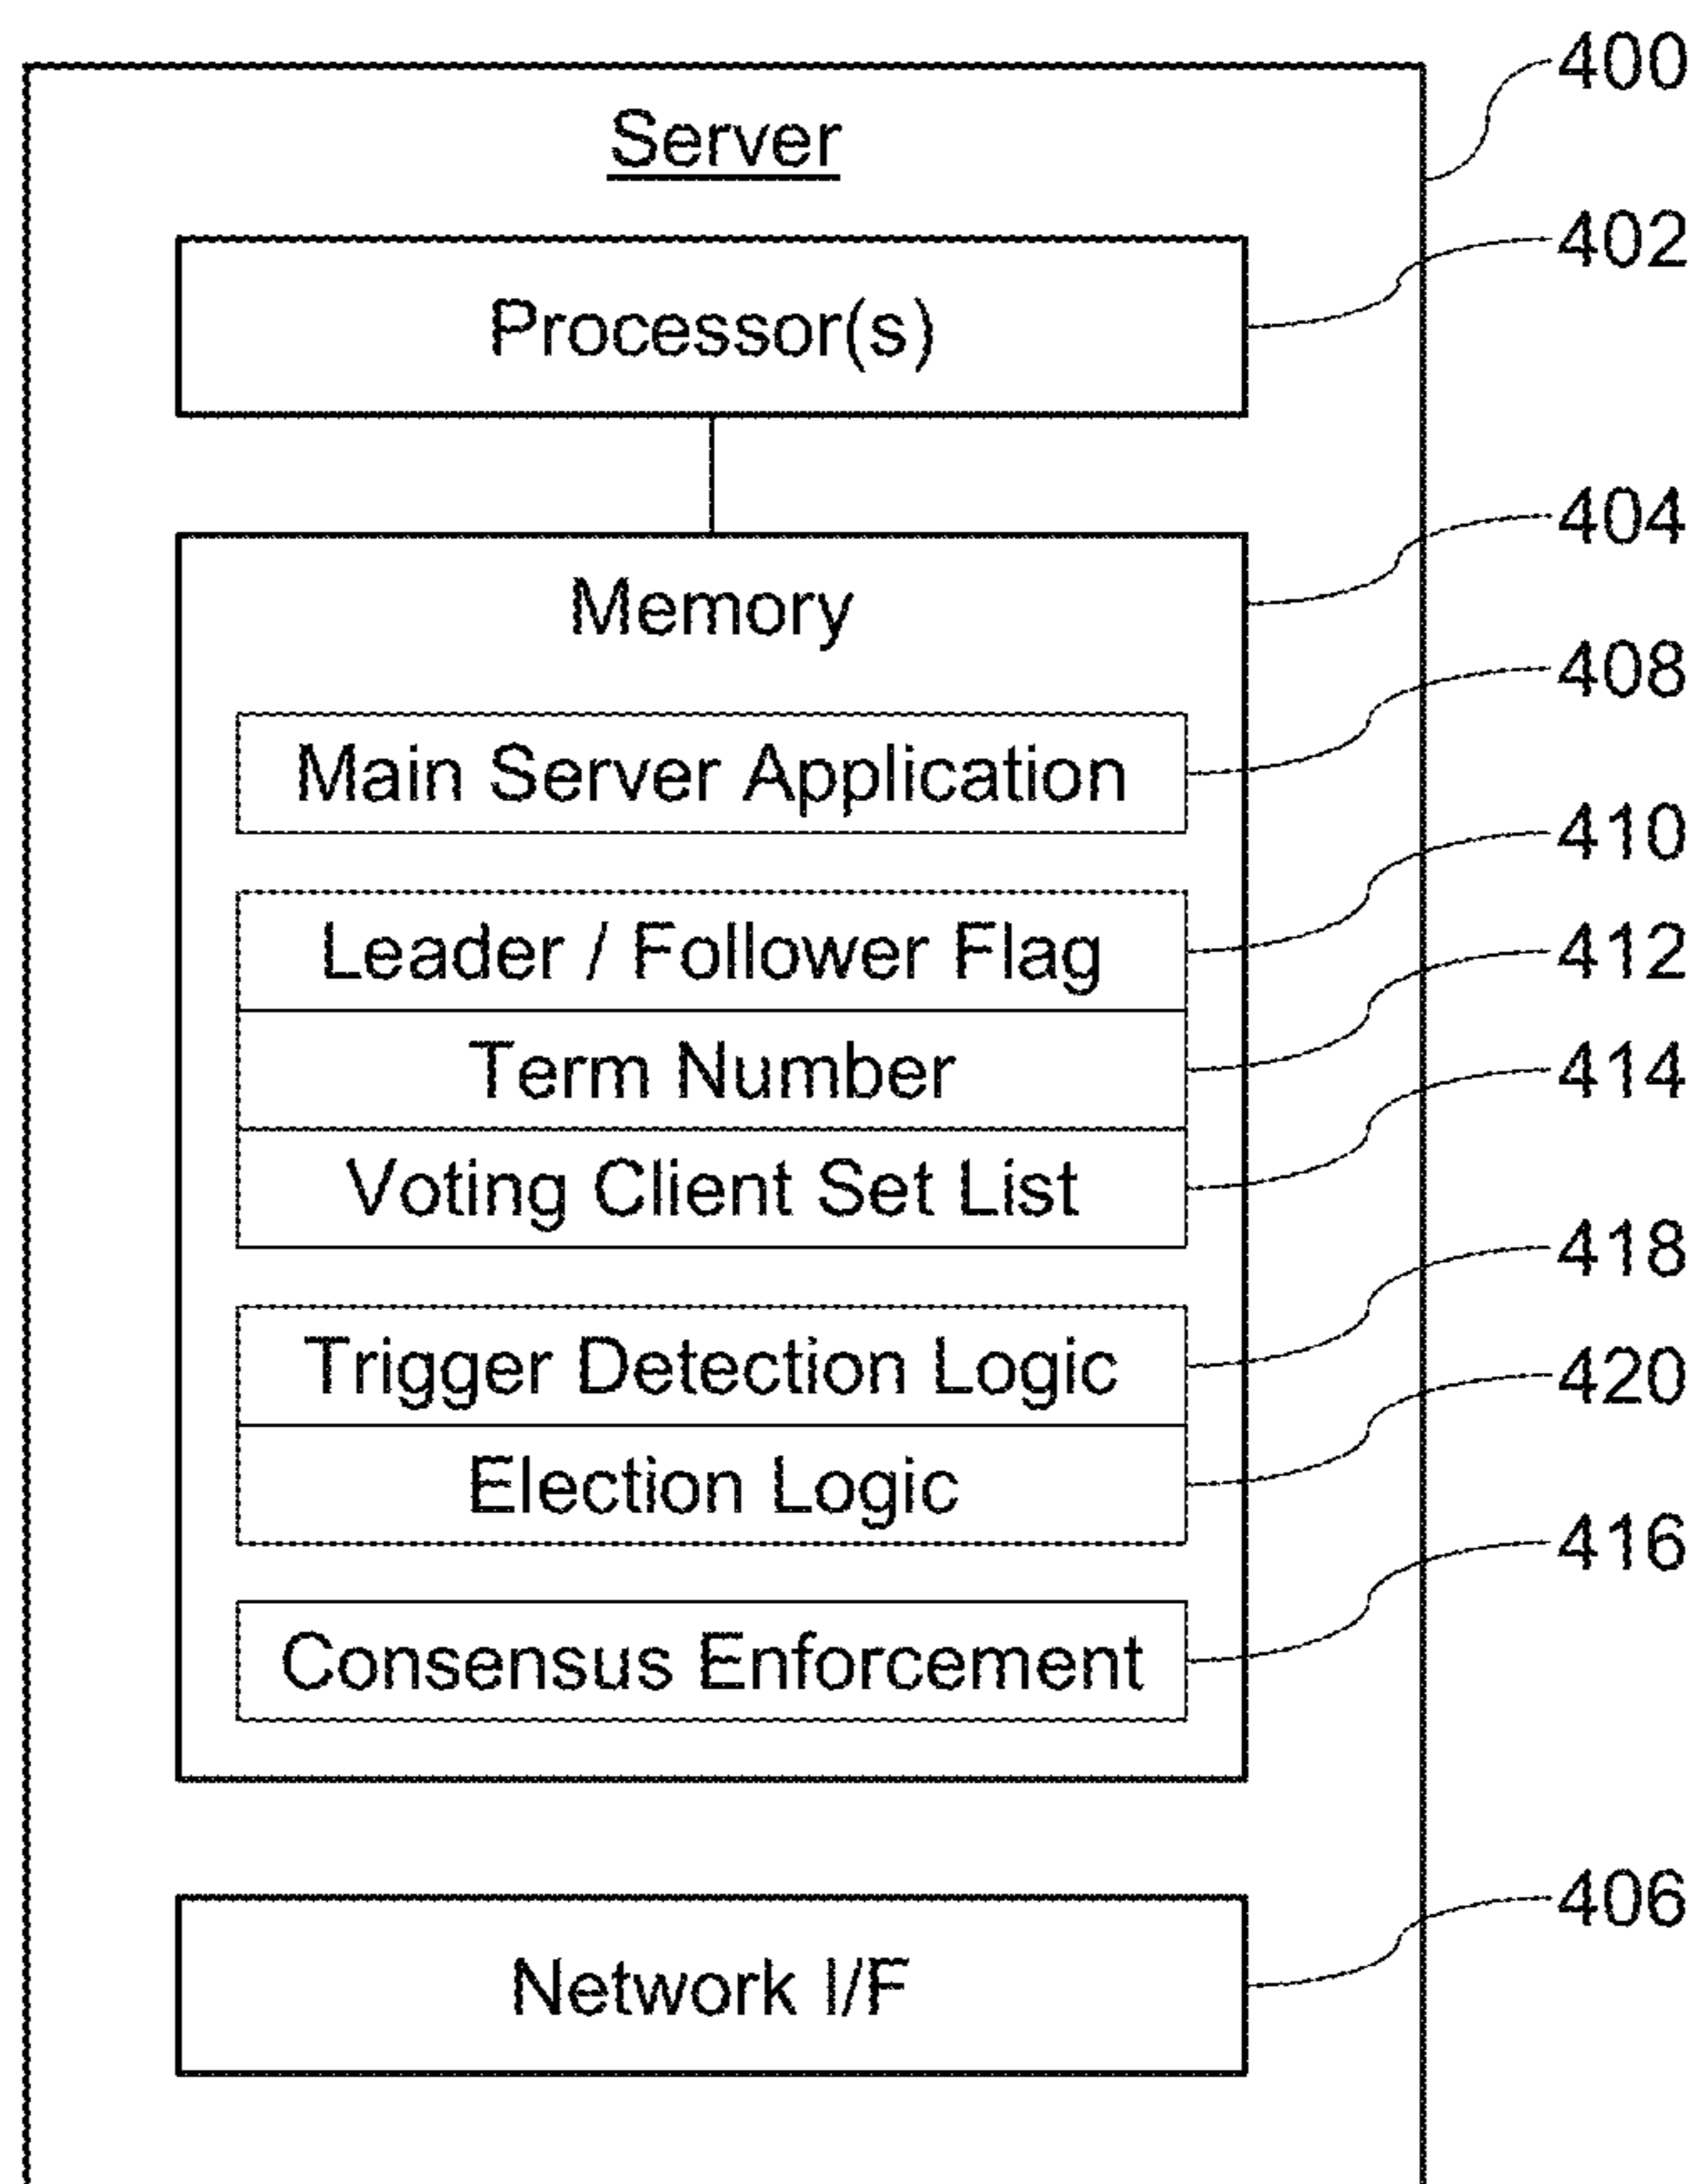 400
Server
402
Processor(s)
404
Memory
408
Main Server Application
410
Leader / Follower Flag
412
Term Number
414
Voting Client Set List
418
Trigger Detection Logic
420
Election Logic
416
Consensus Enforcement
406
Network I/F